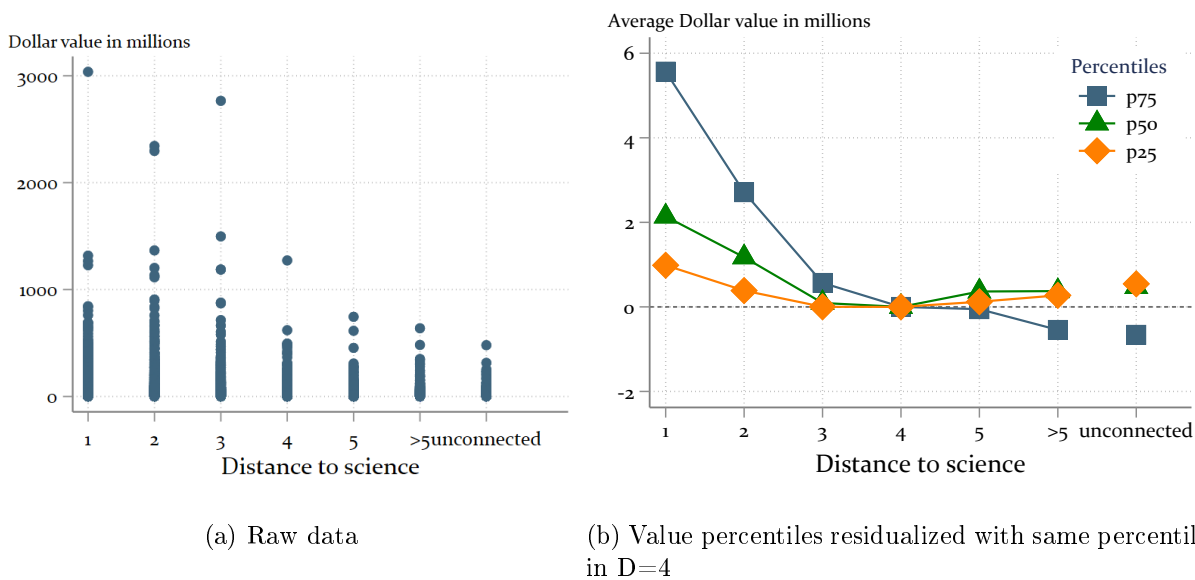 Dollar value in millions
3000
2000
1000
0
1 2 3 4 5 >5 unconnected
Distance to science
(a) Raw data
Average Dollar value in millions
6
4
2
0
-2
Percentiles
p75
p50
p25
1 2 3 4 5 >5 unconnected
Distance to science
(b) Value percentiles residualized with same percentil
in D=4